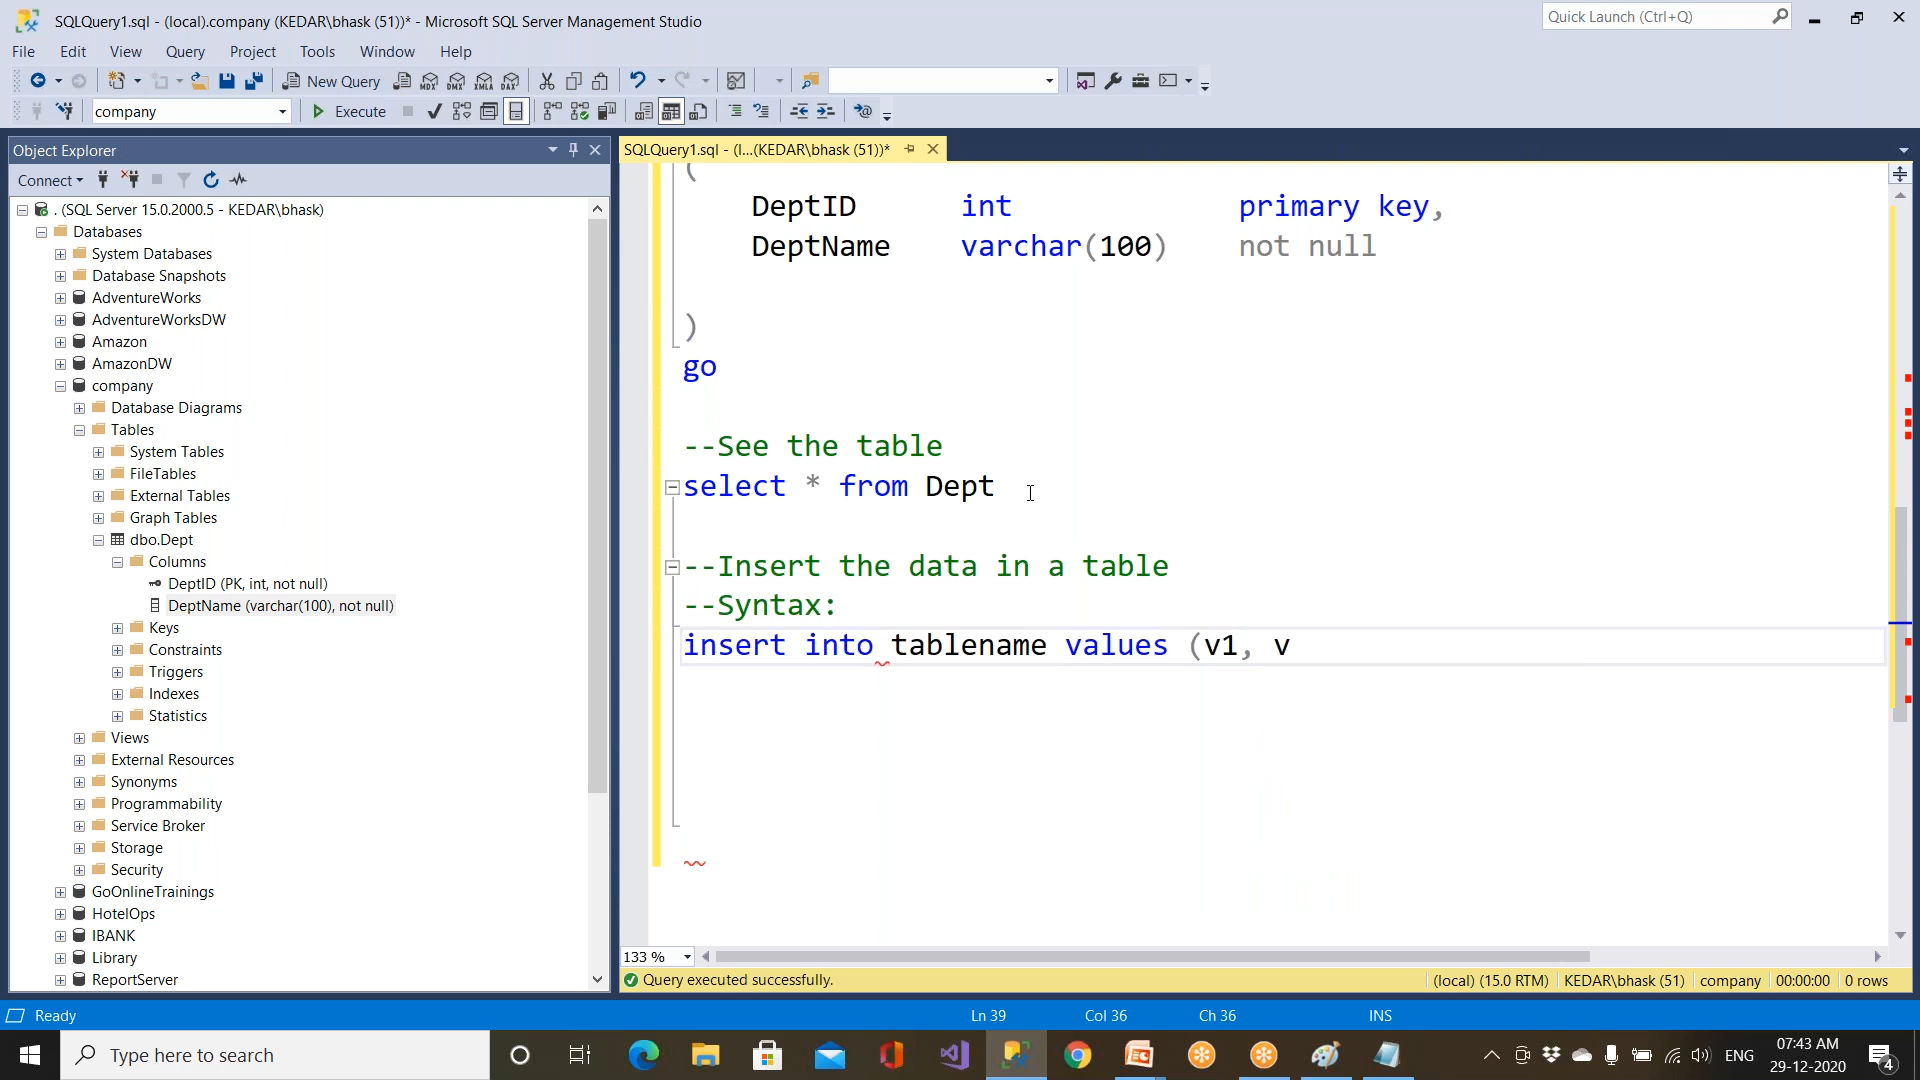 SQLQuery1.sql - (local).company (KEDAR\bhask (51))* - Microsoft SQL Server Management Studio
Quick Launch (Ctrl+Q)
File Edit View Query Project Tools Window Help
New Query
company
Execute
Object Explorer
SQLQuery1.sql - (l...(KEDAR\bhask (51))*
Connect
. (SQL Server 15.0.2000.5 - KEDAR\bhask)
Databases
System Databases
Database Snapshots
AdventureWorks
AdventureWorksDW
Amazon
AmazonDW
company
Database Diagrams
Tables
System Tables
FileTables
External Tables
Graph Tables
dbo.Dept
Columns
DeptID (PK, int, not null)
DeptName (varchar(100), not null)
Keys
Constraints
Triggers
Indexes
Statistics
Views
External Resources
Synonyms
Programmability
Service Broker
Storage
Security
GoOnlineTrainings
HotelOps
IBANK
Library
ReportServer
(
DeptID int primary key,
DeptName varchar(100) not null
)
go
--See the table
select * from Dept
--Insert the data in a table
--Syntax:
insert into tablename values (v1, v
133 %
Query executed successfully.
(local) (15.0 RTM) KEDAR\bhask (51) company 00:00:00 0 rows
Ready
Ln 39 Col 36 Ch 36 INS
Type here to search
ENG
07:43 AM
29-12-2020
4